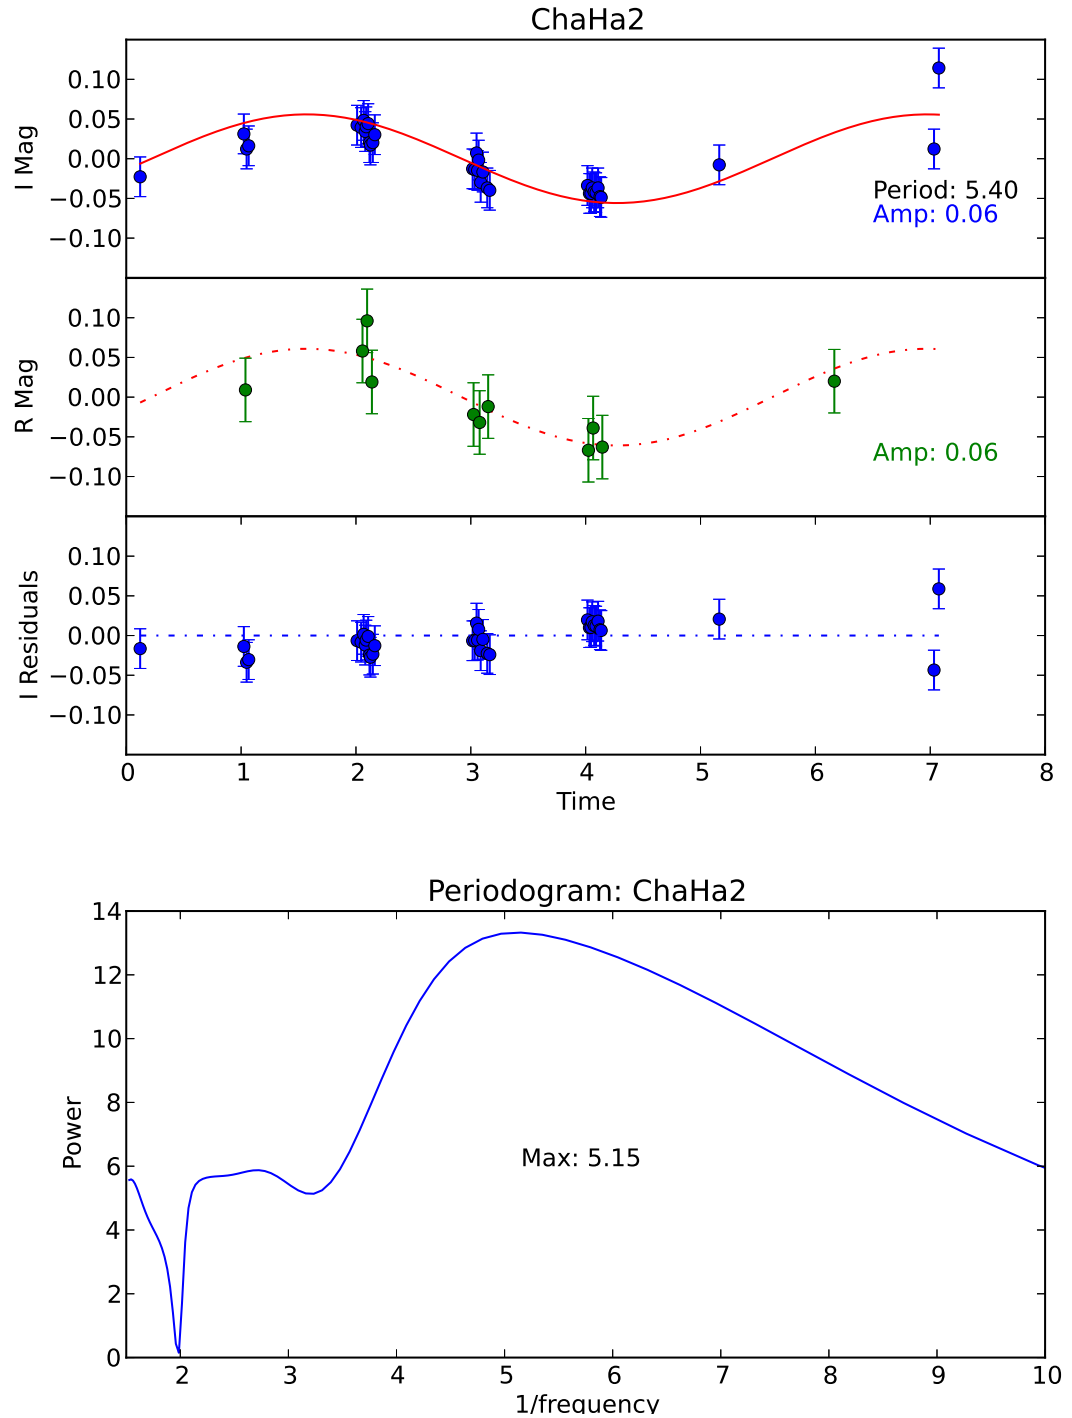 ChaHa2
I Mag
0.10
0.05
0.00
−0.05
−0.10
Period: 5.40
Amp: 0.06
R Mag
0.10
0.05
0.00
−0.05
−0.10
Amp: 0.06
I Residuals
0.10
0.05
0.00
−0.05
−0.10
0 1 2 3 4 5 6 7 8
Time
Periodogram: ChaHa2
Power
14
12
10
8
6
4
2
0
Max: 5.15
2 3 4 5 6 7 8 9 10
1/frequency